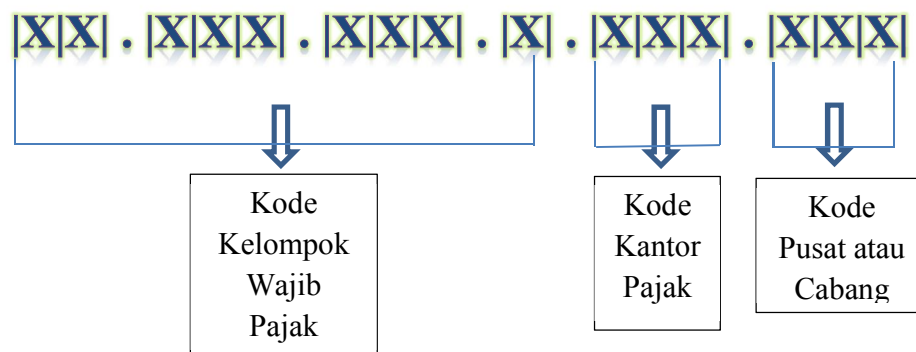 |X|X| . |X|X|X| . |X|X|X| . |X| . |X|X|X| . |X|X|X|
Kode
Kelompok
Wajib
Pajak
Kode
Kantor
Pajak
Kode
Pusat atau
Cabang